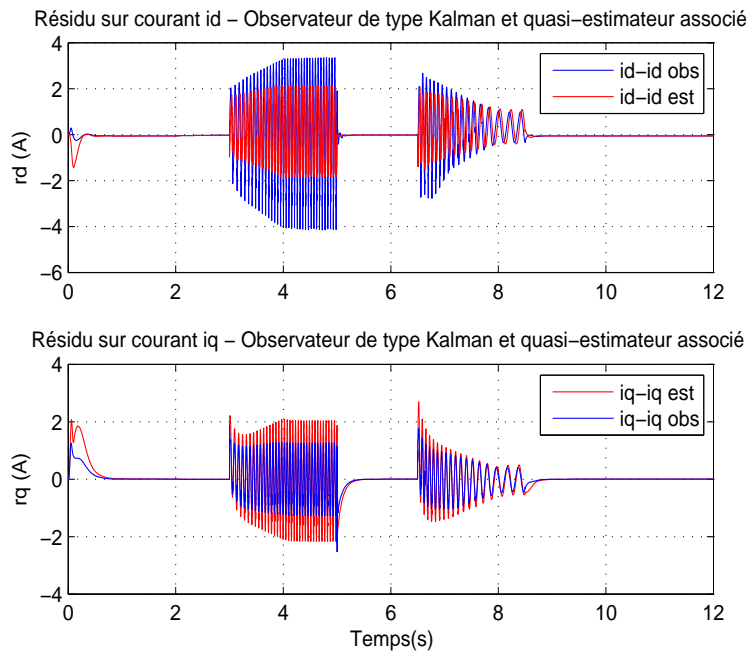 Résidu sur courant id − Observateur de type Kalman et quasi−estimateur associé
4
2
0
−2
−4
−6
rd (A)
id−id obs
id−id est
0 2 4 6 8 10 12
Résidu sur courant iq − Observateur de type Kalman et quasi−estimateur associé
4
2
0
−2
−4
rq (A)
iq−iq est
iq−iq obs
0 2 4 6 8 10 12
Temps(s)